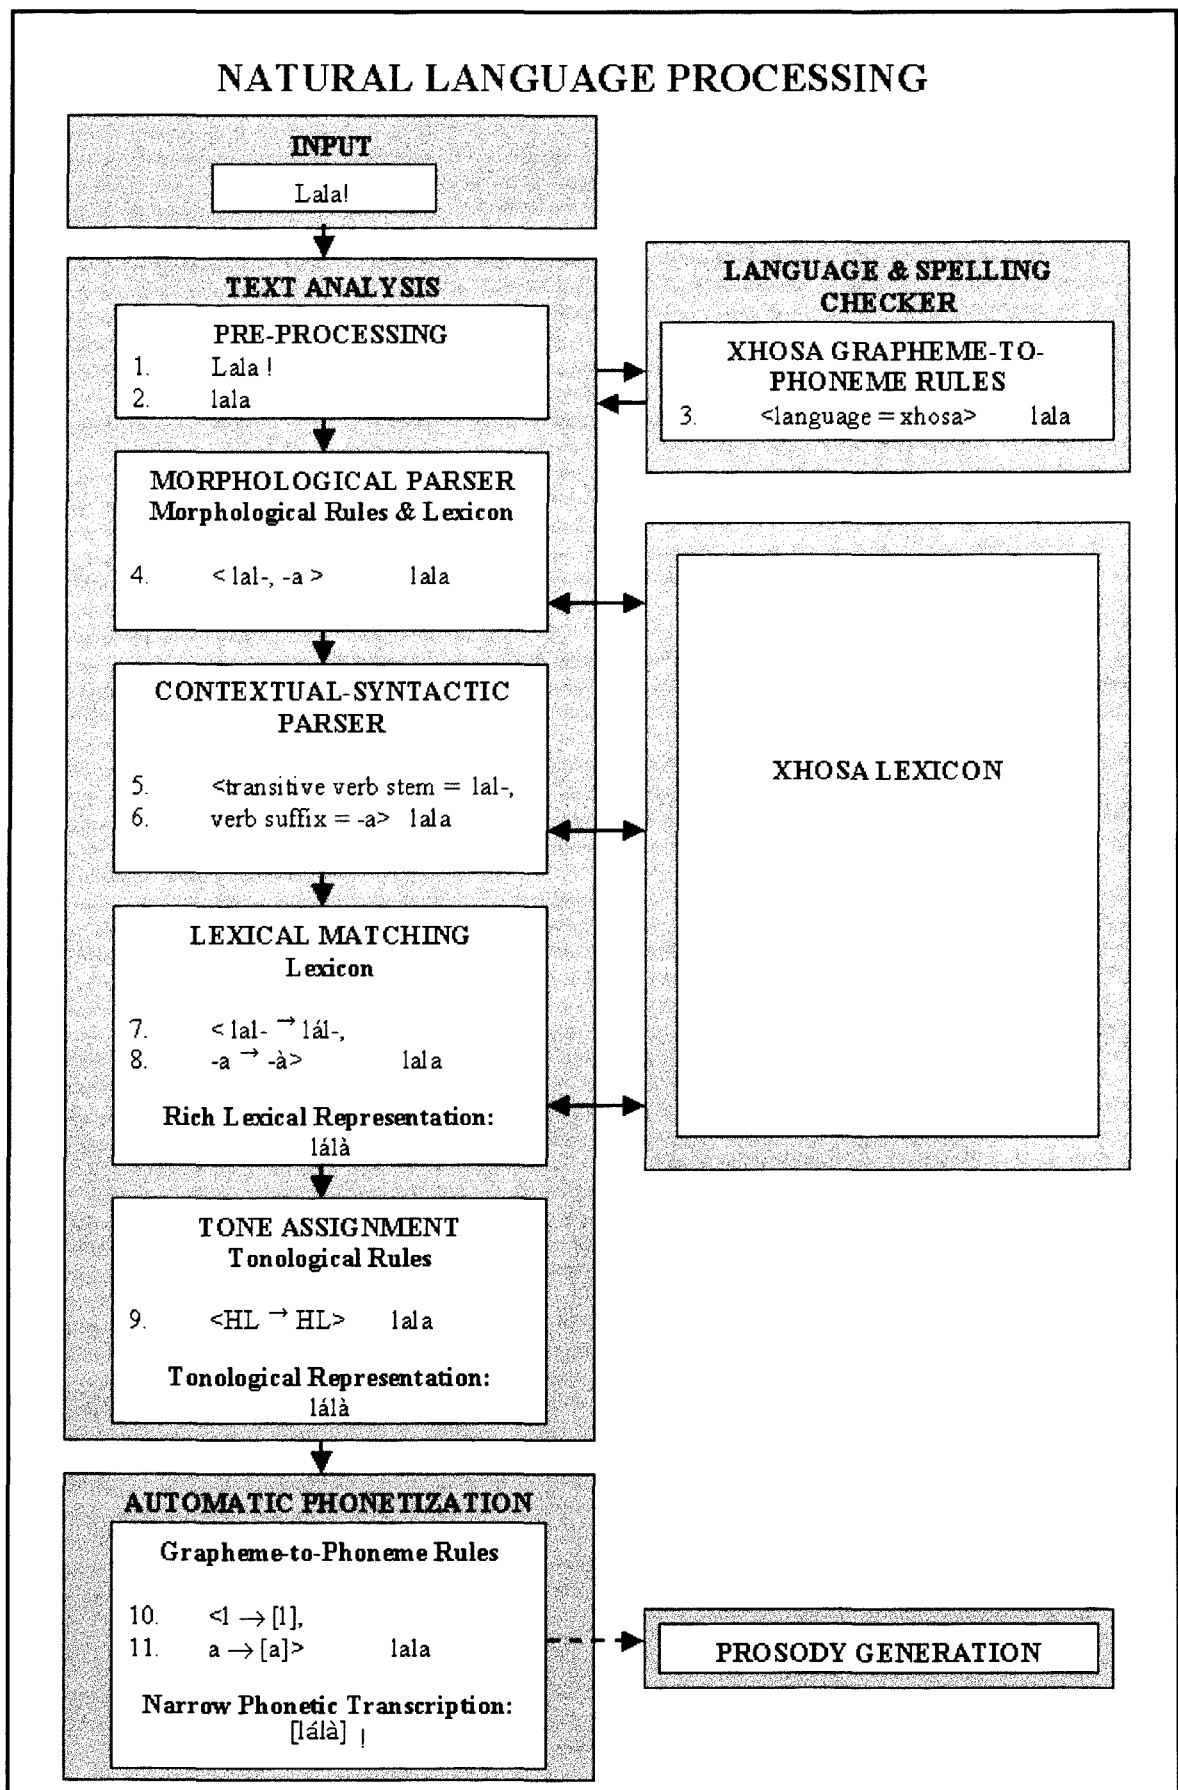 NATURAL LANGUAGE PROCESSING
INPUT
Lala!
TEXT ANALYSIS
PRE-PROCESSING
1. Lala !
2. lala
LANGUAGE & SPELLING
CHECKER
XHOSA GRAPHEME-TO-
PHONEME RULES
3. <language = xhosa> lala
MORPHOLOGICAL PARSER
Morphological Rules & Lexicon
4. < lal-, -a > lala
CONTEXTUAL-SYNTACTIC
PARSER
5. <transitive verb stem = lal-,
6. verb suffix = -a> lala
XHOSA LEXICON
LEXICAL MATCHING
Lexicon
7. < lal- → lál-,
8. -a → -à> lala
Rich Lexical Representation:
lálà
TONE ASSIGNMENT
Tonological Rules
9. <HL → HL> lala
Tonological Representation:
lálà
AUTOMATIC PHONETIZATION
Grapheme-to-Phoneme Rules
10. <l → [l],
11. a → [a]> lala
Narrow Phonetic Transcription:
[lálà] !
PROSODY GENERATION